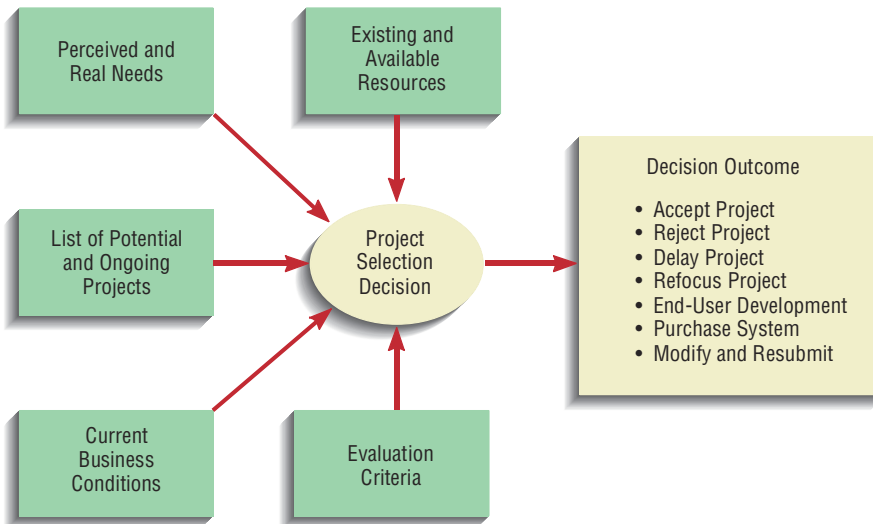 Perceived and
Real Needs
Existing and
Available
Resources
List of Potential
and Ongoing
Projects
Project
Selection
Decision
Current
Business
Conditions
Evaluation
Criteria
Decision Outcome
• Accept Project
• Reject Project
• Delay Project
• Refocus Project
• End-User Development
• Purchase System
• Modify and Resubmit